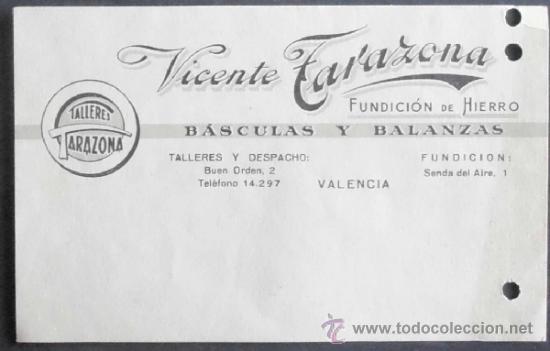 Vicente Tarazona
FUNDICIÓN DE HIERRO
TALLERES
TARAZONA
BÁSCULAS Y BALANZAS
TALLERES Y DESPACHO:
Buen Orden, 2
Teléfono 14.297
VALENCIA
FUNDICION:
Senda del Aire, 1
www.todocoleccion.net